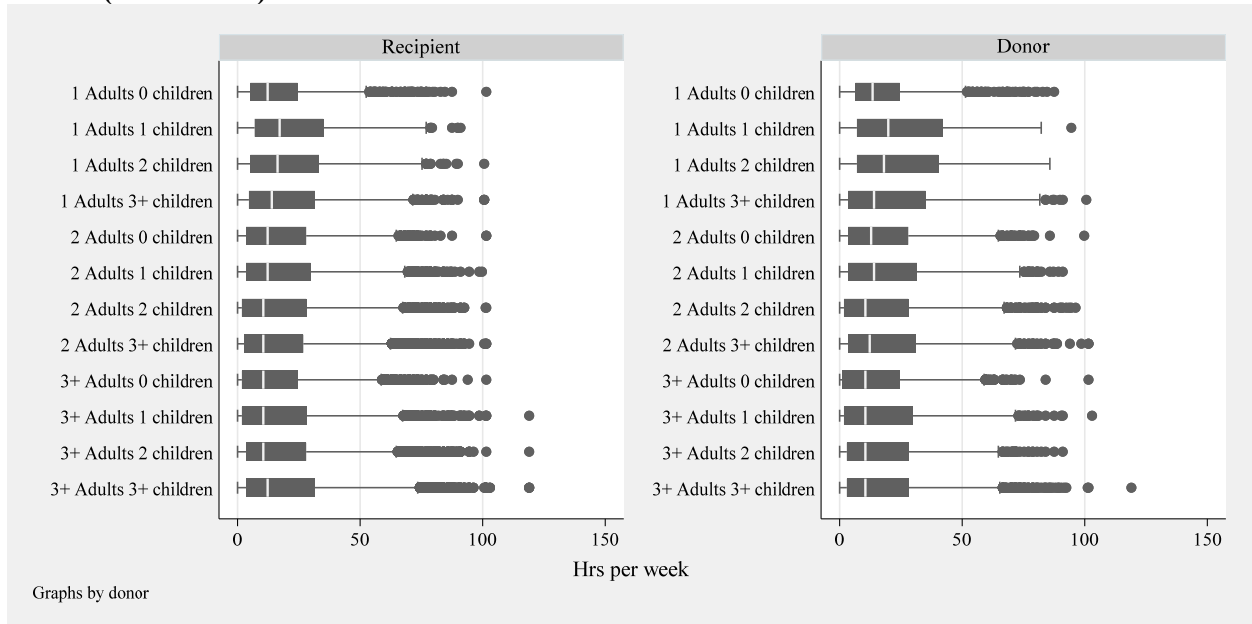 Recipient
1 Adults 0 children
1 Adults 1 children
1 Adults 2 children
1 Adults 3+ children
2 Adults 0 children
2 Adults 1 children
2 Adults 2 children
2 Adults 3+ children
3+ Adults 0 children
3+ Adults 1 children
3+ Adults 2 children
3+ Adults 3+ children
0 50 100 150
Donor
1 Adults 0 children
1 Adults 1 children
1 Adults 2 children
1 Adults 3+ children
2 Adults 0 children
2 Adults 1 children
2 Adults 2 children
2 Adults 3+ children
3+ Adults 0 children
3+ Adults 1 children
3+ Adults 2 children
3+ Adults 3+ children
0 50 100 150
Hrs per week
Graphs by donor